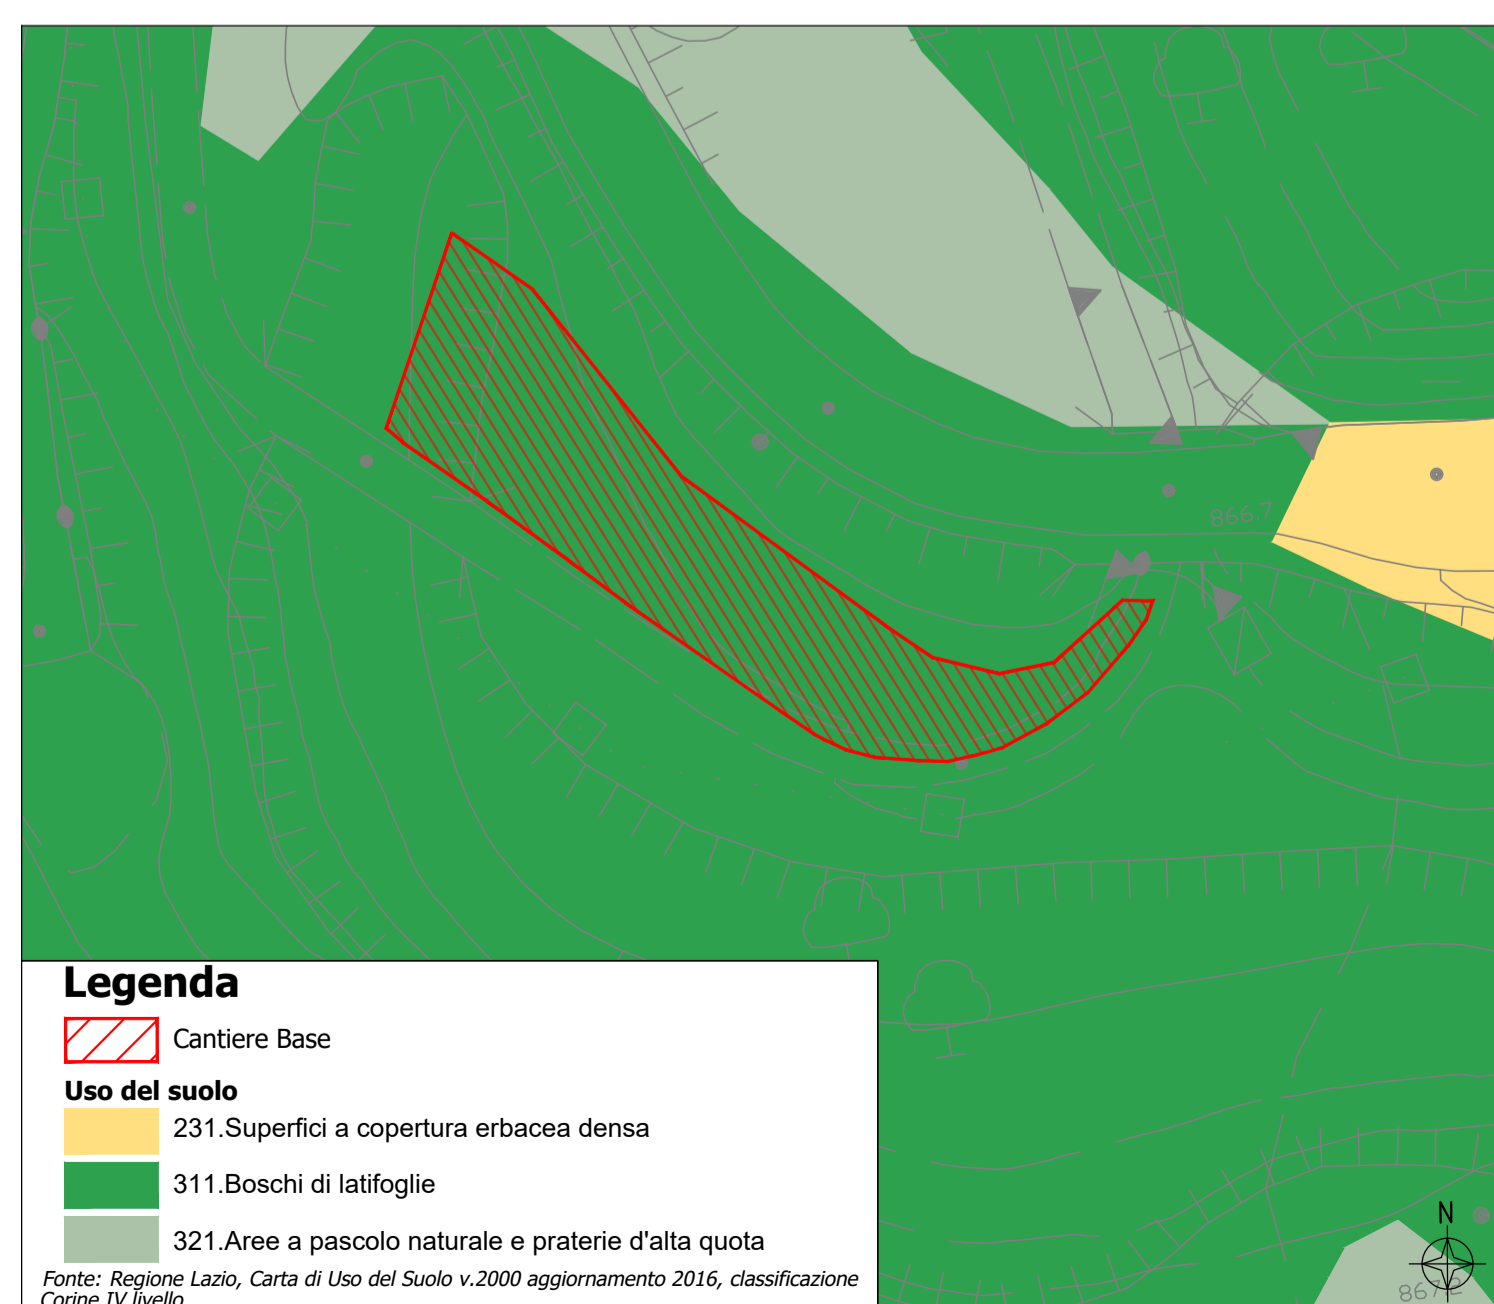 866.7
Legenda
Cantiere Base
Uso del suolo
231.Superfici a copertura erbacea densa
311.Boschi di latifoglie
321.Aree a pascolo naturale e praterie d'alta quota
Fonte: Regione Lazio, Carta di Uso del Suolo v.2000 aggiornamento 2016, classificazione
Corine IV livello
N
867.2